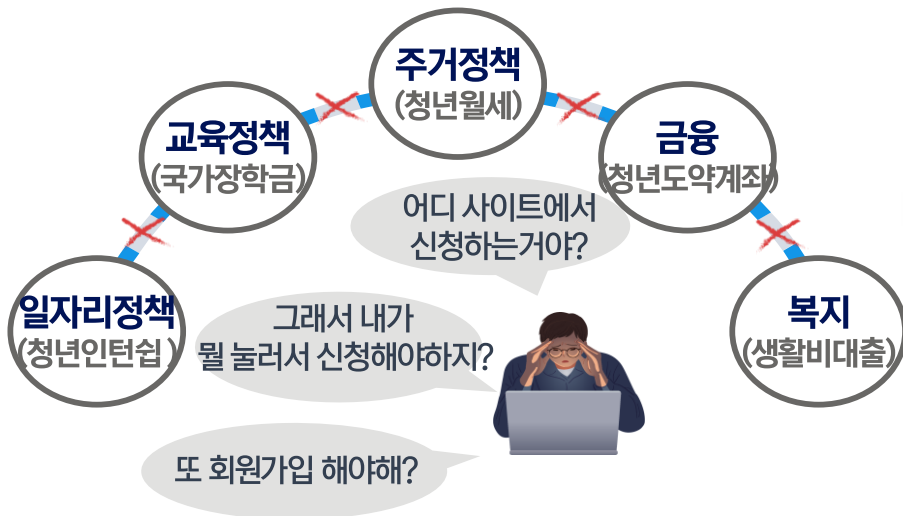 주거정책
(청년월세)
교육정책
(국가장학금)
금융
(청년도약계좌)
어디 사이트에서
신청하는거야?
일자리정책
(청년인턴쉽)
그래서 내가
뭘 눌러서 신청해야하지?
복지
(생활비대출)
또 회원가입 해야해?